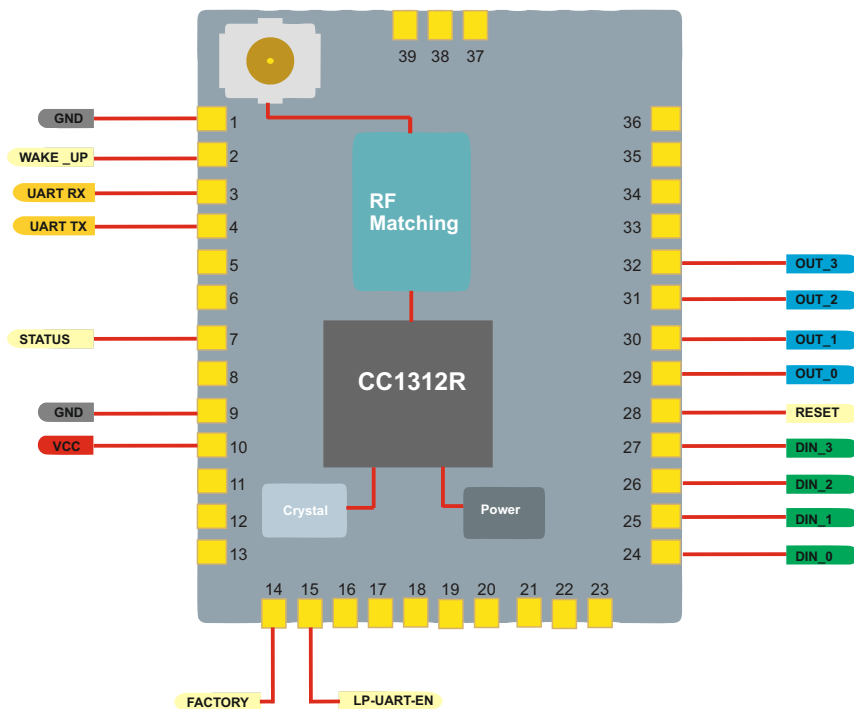 39 38 37
GND 1 36
WAKE _UP 2 35
UART RX 3 34
UART TX 4 33
RF
Matching
5 32 OUT_3
6 31 OUT_2
STATUS 7 30 OUT_1
CC1312R
8 29 OUT_0
GND 9 28 RESET
VCC 10 27 DIN_3
11 26 DIN_2
Crystal Power
12 25 DIN_1
13 24 DIN_0
14 15 16 17 18 19 20 21 22 23
FACTORY LP-UART-EN